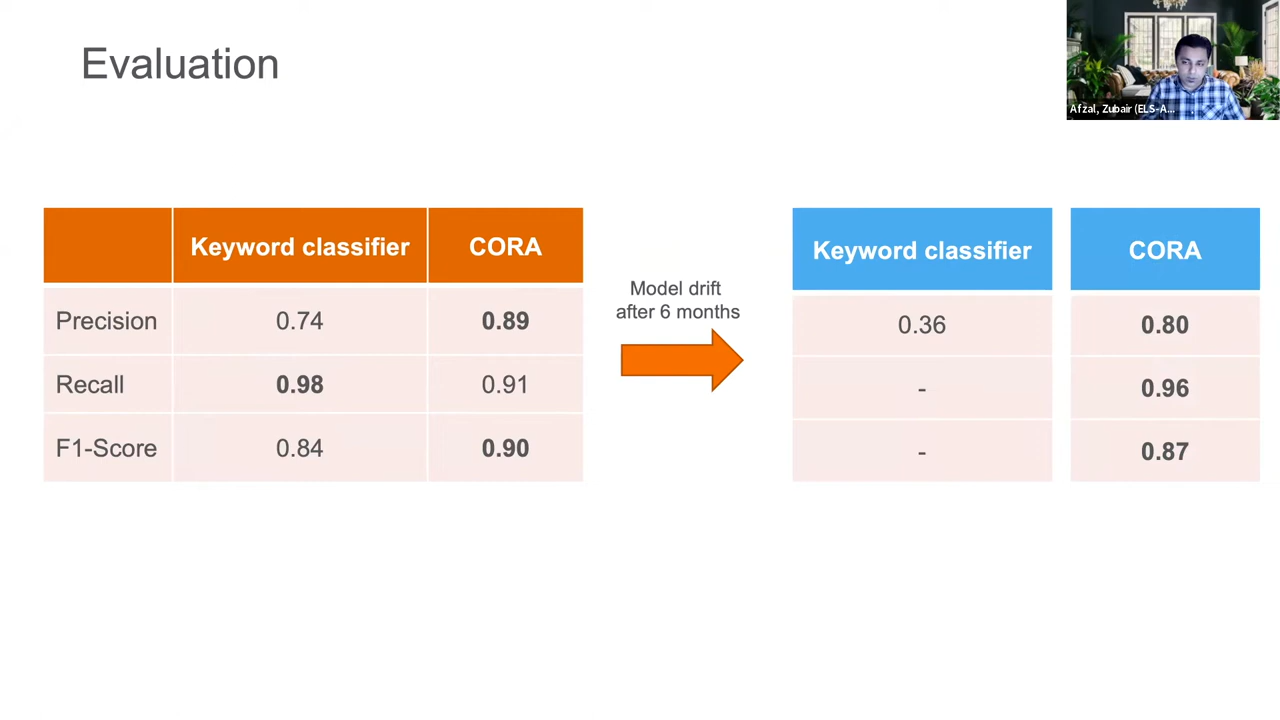 Evaluation
Afzal, Zubair (ELS-A...
Keyword classifier CORA
Precision 0.74 0.89
Recall 0.98 0.91
F1-Score 0.84 0.90
Model drift
after 6 months
Keyword classifier CORA
0.36 0.80
- 0.96
- 0.87